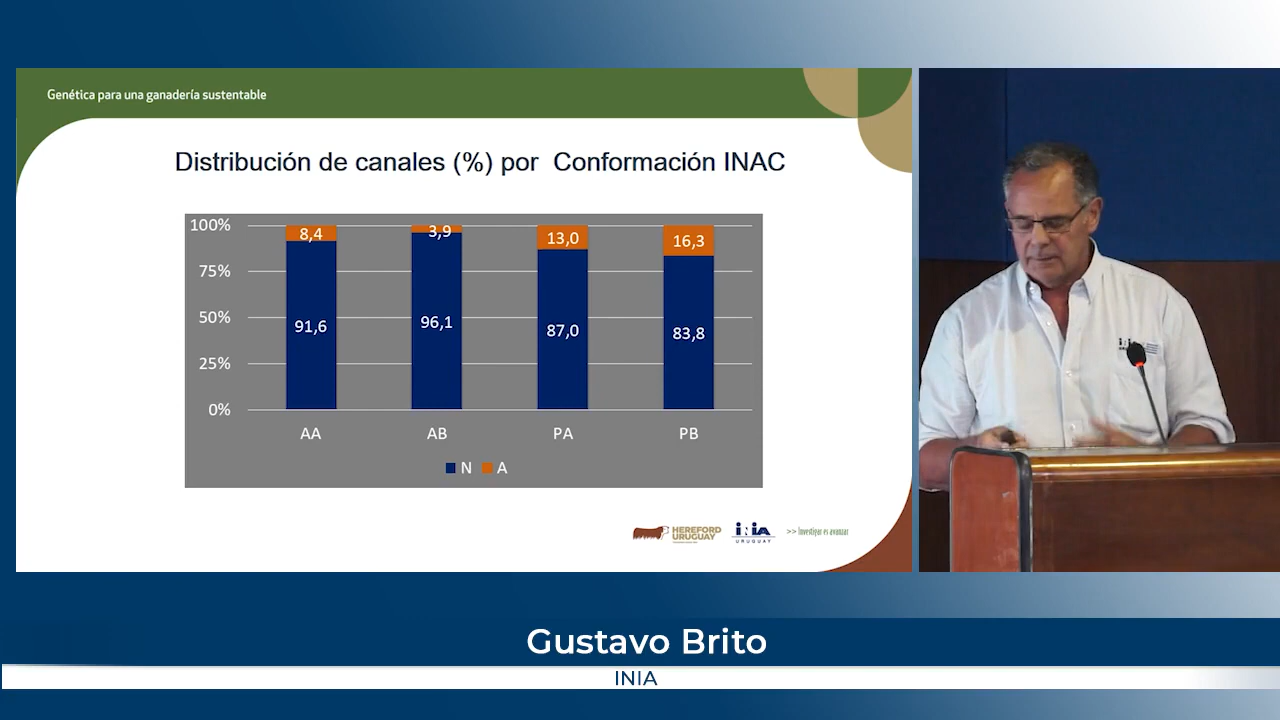 Genética para una ganadería sustentable
Distribución de canales (%) por Conformación INAC
100%
75%
50%
25%
0%
8,4
3,9
13,0
16,3
91,6
96,1
87,0
83,8
AA
AB
PA
PB
N
A
HEREFORD
URUGUAY
INIA
URUGUAY
>> Investigar es avanzar
Gustavo Brito
INIA